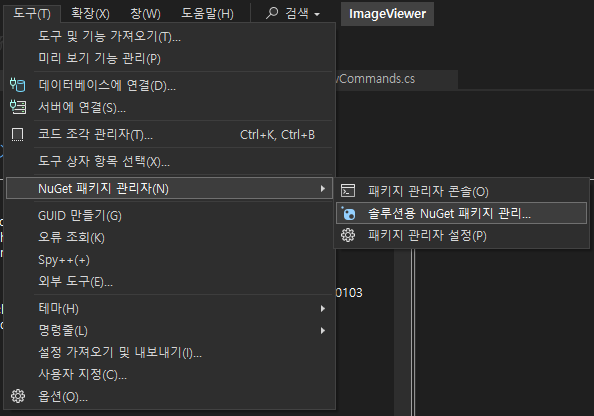 도구(T) 확장(X) 창(W) 도움말(H) 검색 ImageViewer
도구 및 기능 가져오기(T)...
미리 보기 기능 관리(P)
데이터베이스에 연결(D)...
vCommands.cs
서버에 연결(S)...
코드 조각 관리자(T)... Ctrl+K, Ctrl+B
도구 상자 항목 선택(X)...
NuGet 패키지 관리자(N)
패키지 관리자 콘솔(O)
솔루션용 NuGet 패키지 관리...
패키지 관리자 설정(P)
GUID 만들기(G)
오류 조회(K)
Spy++(+)
외부 도구(E)...
0103
테마(H)
명령줄(L)
설정 가져오기 및 내보내기(I)...
사용자 지정(C)...
옵션(O)...